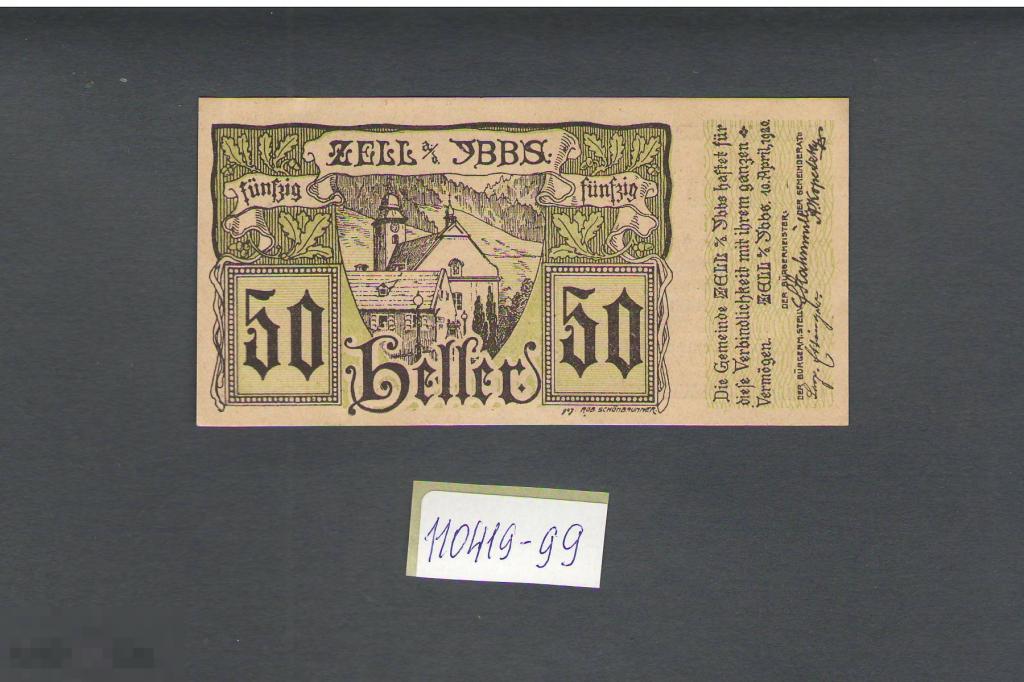 ZELL a/d. YBBS.
fünfzig fünfzig
50 50
Heller.
gez. ROB. SCHÖNBRUNNER
Die Gemeinde ZELL a/d Ybbs haftet für
diese Verbindlichkeit mit ihrem ganzen
Vermögen. ZELL a/d Ybbs, 10. April, 1920.
DER BÜRGERMEISTER:
DER BÜRGERM. STELLV. DER GEMEINDERAT:
110419-99